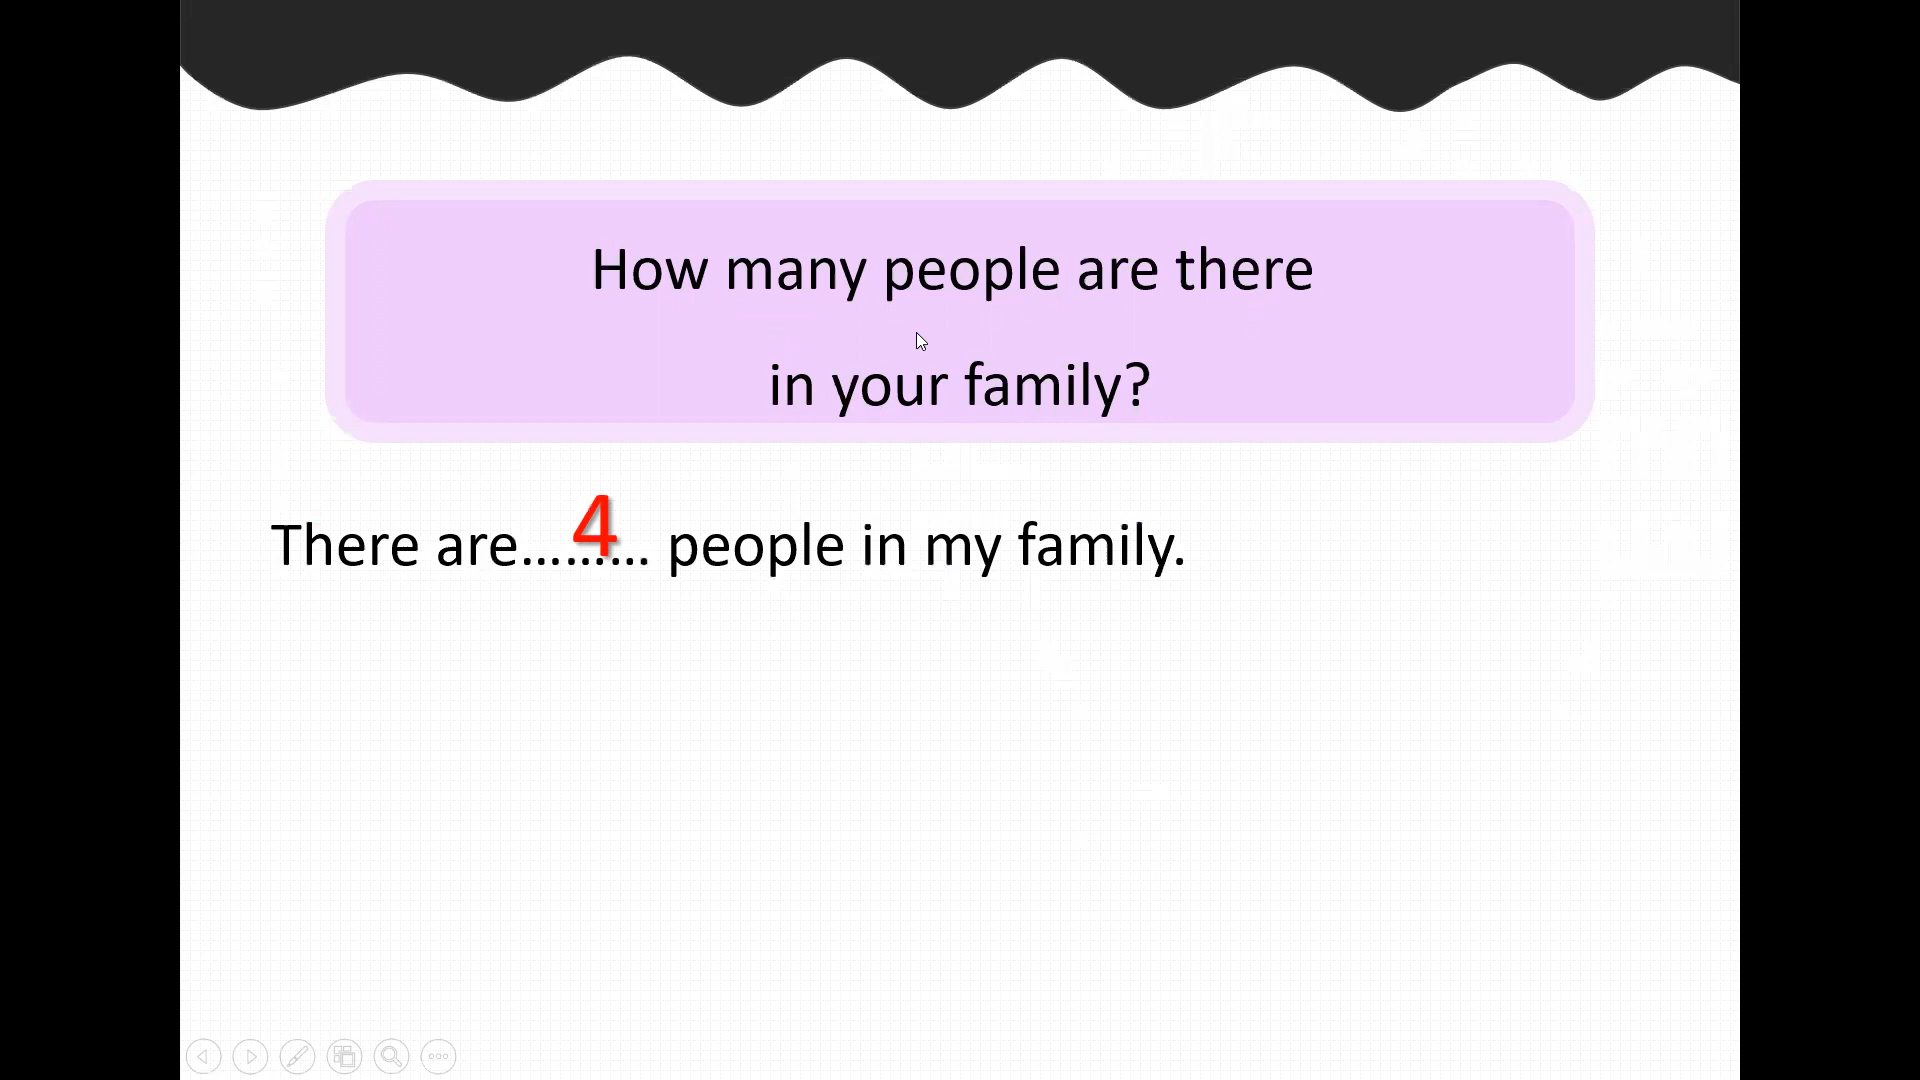 How many people are there
in your family?
There are...4...... people in my family.